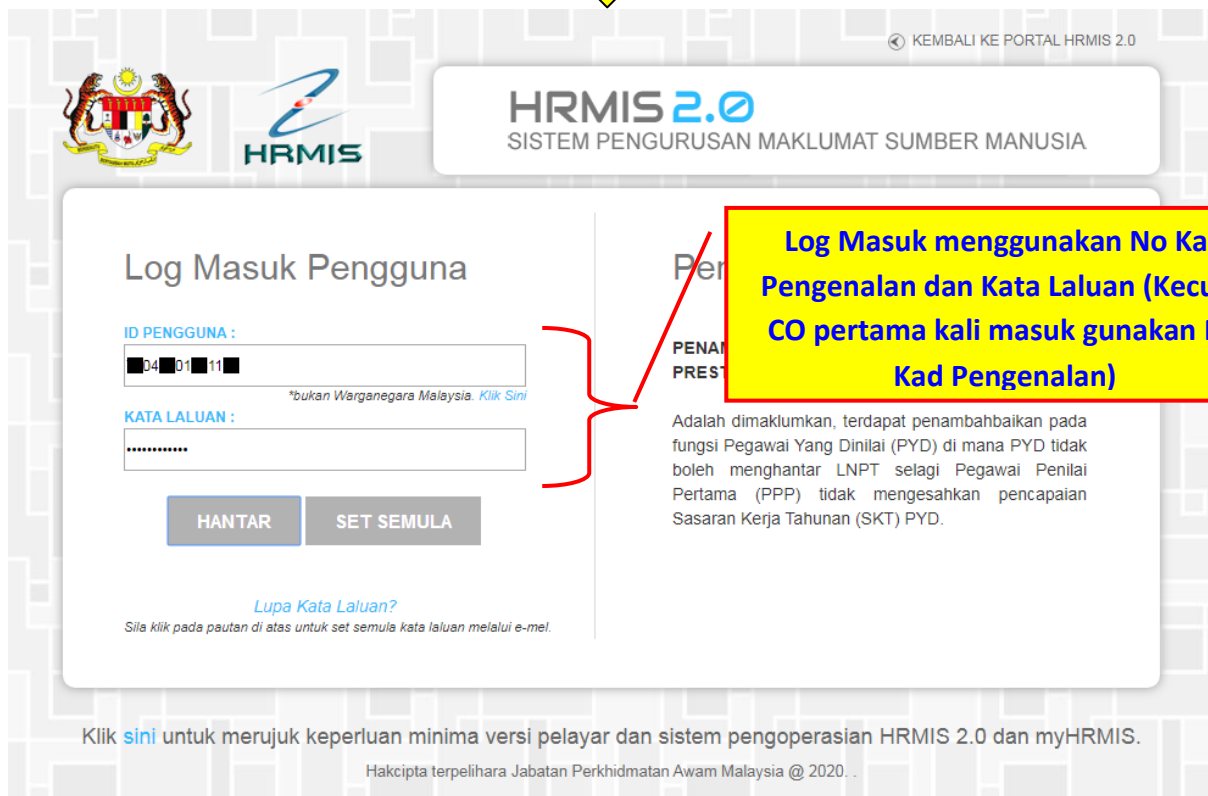 KEMBALI KE PORTAL HRMIS 2.0
HRMIS
HRMIS 2.0
SISTEM PENGURUSAN MAKLUMAT SUMBER MANUSIA
Log Masuk Pengguna
ID PENGGUNA :
04 01 11
*bukan Warganegara Malaysia. Klik Sini
KATA LALUAN :
HANTAR
SET SEMULA
Lupa Kata Laluan?
Sila klik pada pautan di atas untuk set semula kata laluan melalui e-mel.
Log Masuk menggunakan No
Pengenalan dan Kata Laluan
CO pertama kali masuk gunakan
Kad Pengenalan)
Adalah dimaklumkan, terdapat penambahbaikan pada
fungsi Pegawai Yang Dinilai (PYD) di mana PYD tidak
boleh menghantar LNPT selagi Pegawai Penilai
Pertama (PPP) tidak mengesahkan pencapaian
Sasaran Kerja Tahunan (SKT) PYD.
Klik sini untuk merujuk keperluan minima versi pelayar dan sistem pengoperasian HRMIS 2.0 dan myHRMIS.
Hakcipta terpelihara Jabatan Perkhidmatan Awam Malaysia @ 2020. .